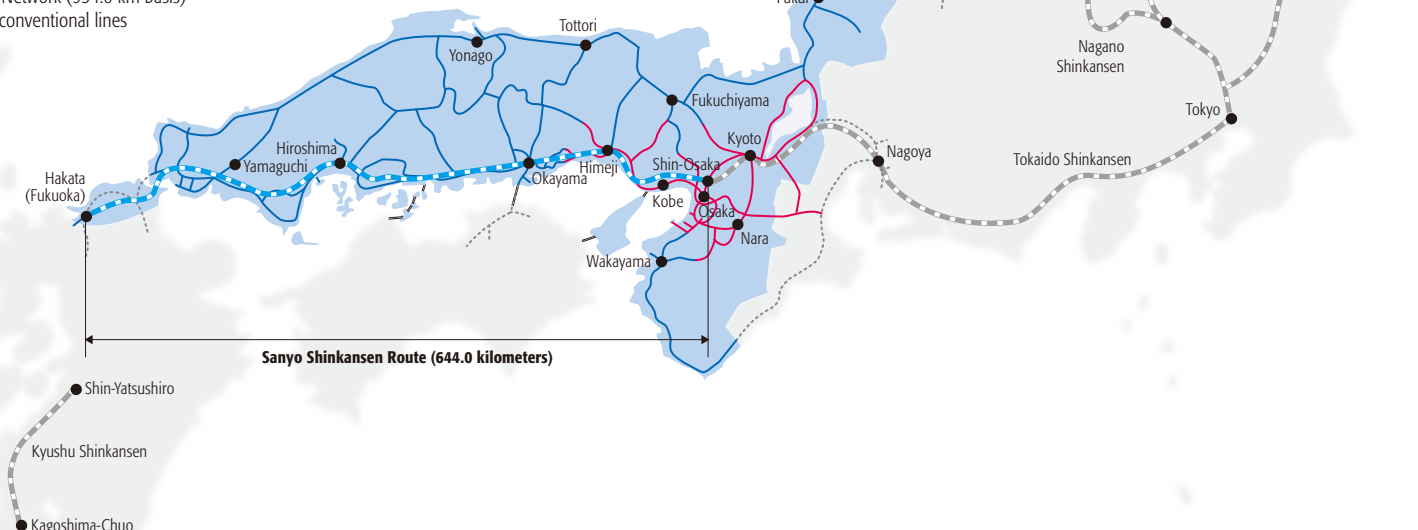 conventional lines
Tottori
Yonago
Nagano
Shinkansen
Fukuchiyama
Tokyo
Kyoto
Hiroshima
Yamaguchi
Shin-Osaka
Nagoya
Tokaido Shinkansen
Himeji
Okayama
Hakata
(Fukuoka)
Kobe
Osaka
Nara
Wakayama
Sanyo Shinkansen Route (644.0 kilometers)
Shin-Yatsushiro
Kyushu Shinkansen
Kagoshima-Chuo